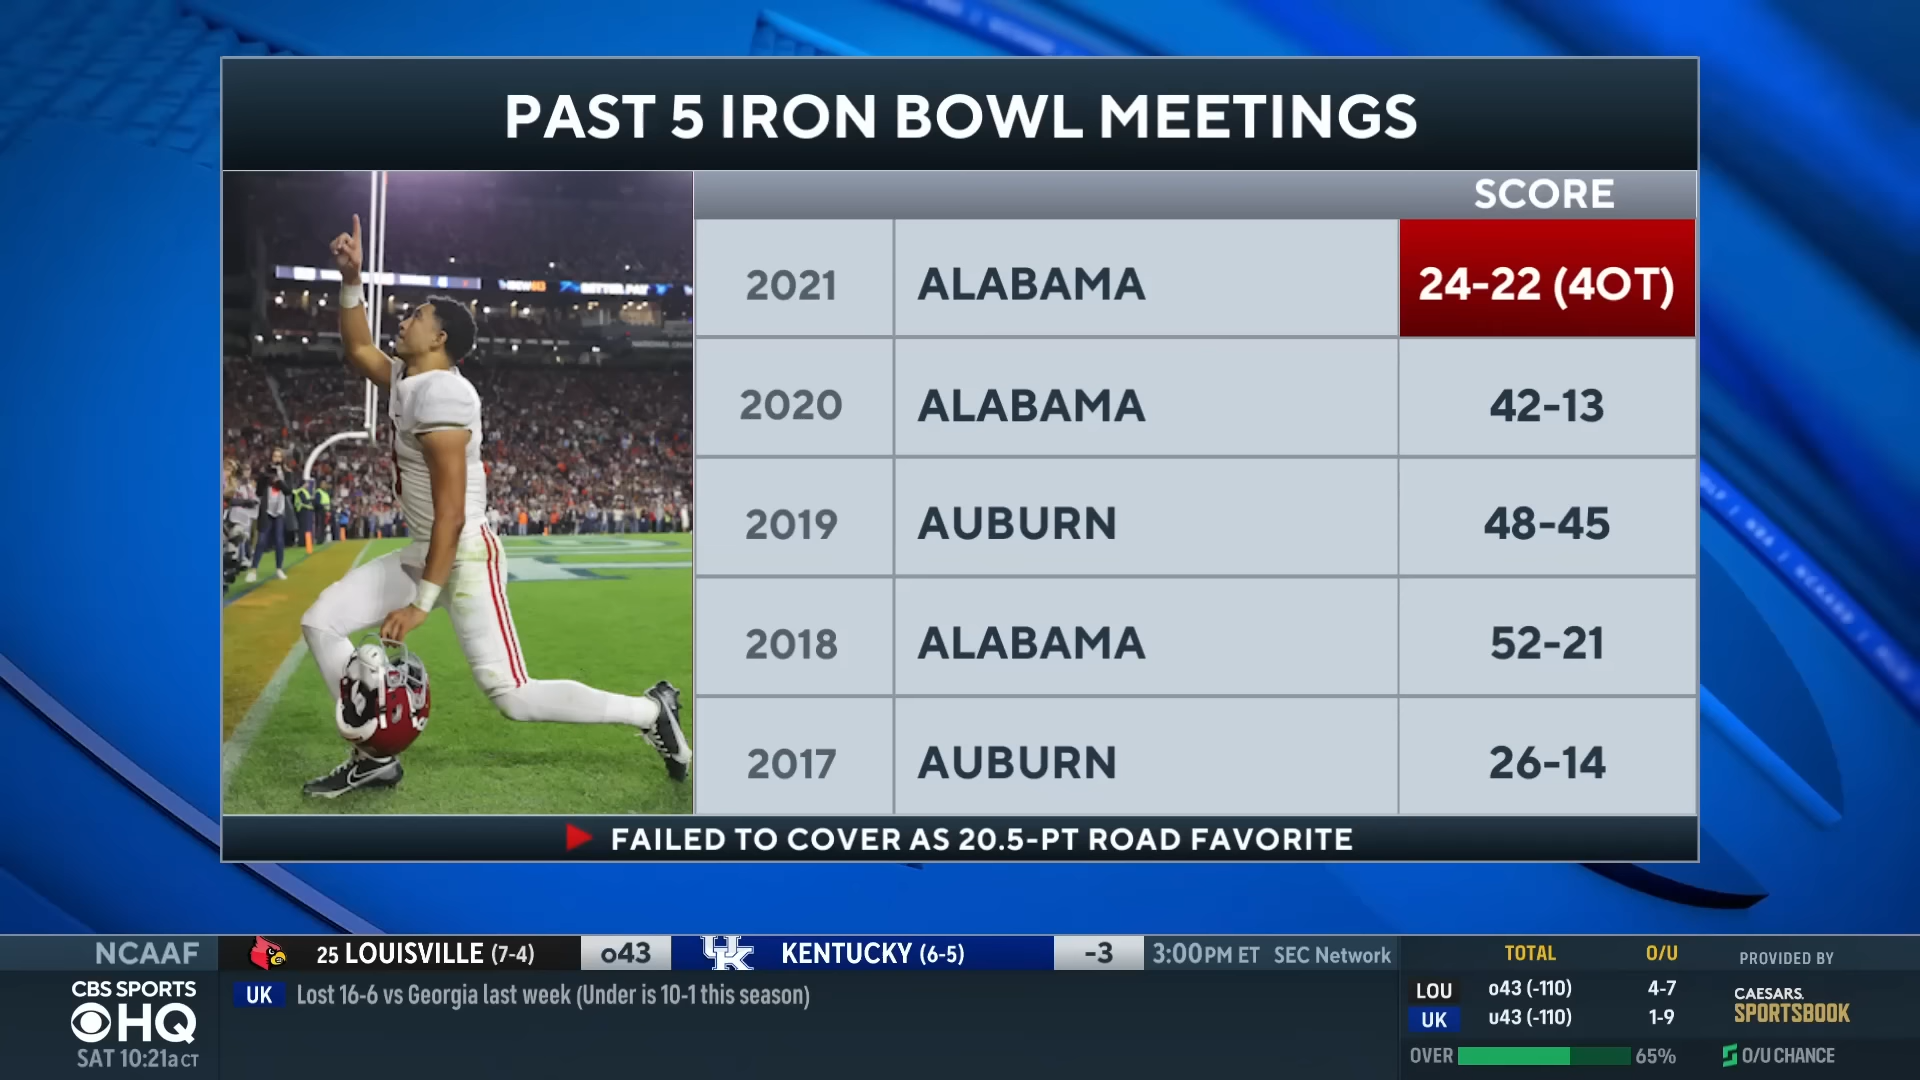 PAST 5 IRON BOWL MEETINGS
SCORE
2021 ALABAMA 24-22 (4OT)
2020 ALABAMA 42-13
2019 AUBURN 48-45
2018 ALABAMA 52-21
2017 AUBURN 26-14
FAILED TO COVER AS 20.5-PT ROAD FAVORITE
NCAAF
25 LOUISVILLE (7-4) o43 UK KENTUCKY (6-5) -3 3:00PM ET SEC Network
UK Lost 16-6 vs Georgia last week (Under is 10-1 this season)
CBS SPORTS
HQ
SAT 10:21a CT
TOTAL O/U
LOU o43 (-110) 4-7
UK u43 (-110) 1-9
OVER 65%
PROVIDED BY
CAESARS
SPORTSBOOK
O/U CHANCE